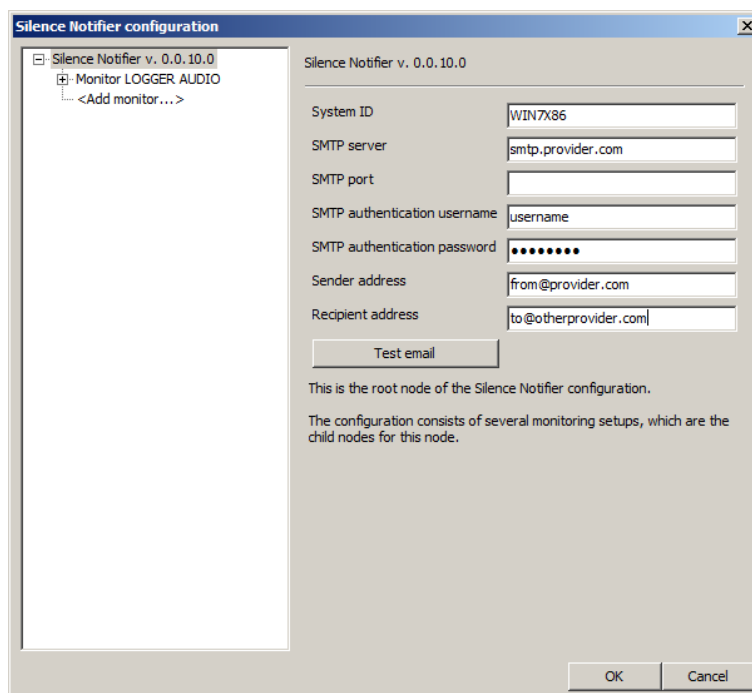 Silence Notifier configuration
Silence Notifier v. 0.0.10.0
Monitor LOGGER AUDIO
<Add monitor...>
Silence Notifier v. 0.0.10.0
System ID
WIN7X86
SMTP server
smtp.provider.com
SMTP port
SMTP authentication username
username
SMTP authentication password
●●●●●●●●
Sender address
from@provider.com
Recipient address
to@otherprovider.com
Test email
This is the root node of the Silence Notifier configuration.
The configuration consists of several monitoring setups, which are the
child nodes for this node.
OK
Cancel